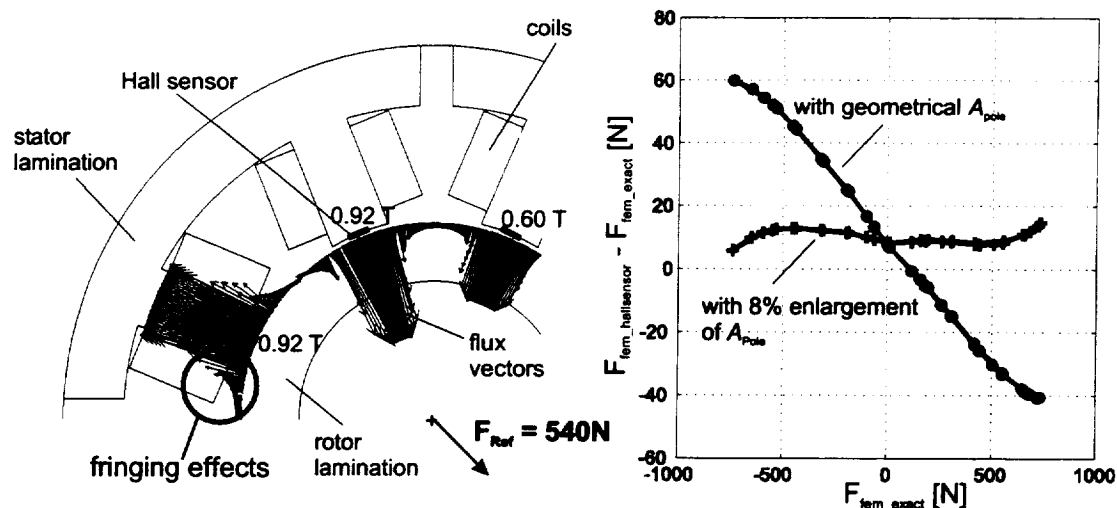 coils
Hall sensor
stator
lamination
0.92 T
0.60 T
0.92 T
flux
vectors
fringing effects
rotor
lamination
F_Ref = 540N
F_fem_hallsensor - F_fem_exact [N]
80
60
40
20
0
-20
-40
-60
with geometrical A_pole
with 8% enlargement
of A_Pole
-1000
-500
0
500
1000
F_fem_exact [N]